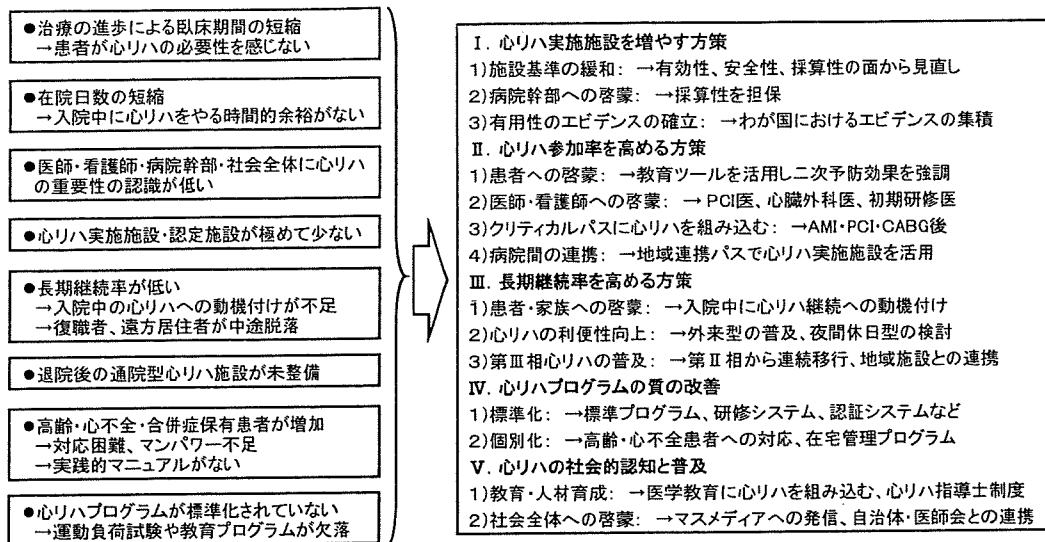 ●治療の進歩による臨床期間の短縮
→患者が心リハの必要性を感じない
●在院日数の短縮
→入院中に心リハをやる時間的余裕がない
●医師・看護師・病院幹部・社会全体に心リハ
の重要性の認識が低い
●心リハ実施施設・認定施設が極めて少ない
●長期継続率が低い
→入院中の心リハへの動機付けが不足
→復職者、遠方居住者が中途脱落
●退院後の通院型心リハ施設が未整備
●高齢・心不全・合併症保有患者が増加
→対応困難、マンパワー不足
→実践的マニュアルがない
●心リハプログラムが標準化されていない
→運動負荷試験や教育プログラムが欠落
Ⅰ. 心リハ実施施設を増やす方策
1)施設基準の緩和: →有効性、安全性、採算性の面から見直し
2)病院幹部への啓蒙: →採算性を担保
3)有用性のエビデンスの確立: →わが国におけるエビデンスの集積
Ⅱ. 心リハ参加率を高める方策
1)患者への啓蒙: →教育ツールを活用し二次予防効果を強調
2)医師・看護師への啓蒙: → PCI医、心臓外科医、初期研修医
3)クリティカルパスに心リハを組み込む: →AMI・PCI・CABG後
4)病院間の連携: →地域連携パスで心リハ実施施設を活用
Ⅲ. 長期継続率を高める方策
1)患者・家族への啓蒙: →入院中に心リハ継続への動機付け
2)心リハの利便性向上: →外来型の普及、夜間休日型の検討
3)第Ⅲ相心リハの普及: →第Ⅱ相から連続移行、地域施設との連携
Ⅳ. 心リハプログラムの質の改善
1)標準化: →標準プログラム、研修システム、認証システムなど
2)個別化: →高齢・心不全患者への対応、在宅管理プログラム
Ⅴ. 心リハの社会的認知と普及
1)教育・人材育成: →医学教育に心リハを組み込む、心リハ指導士制度
2)社会全体への啓蒙: →マスメディアへの発信、自治体・医師会との連携